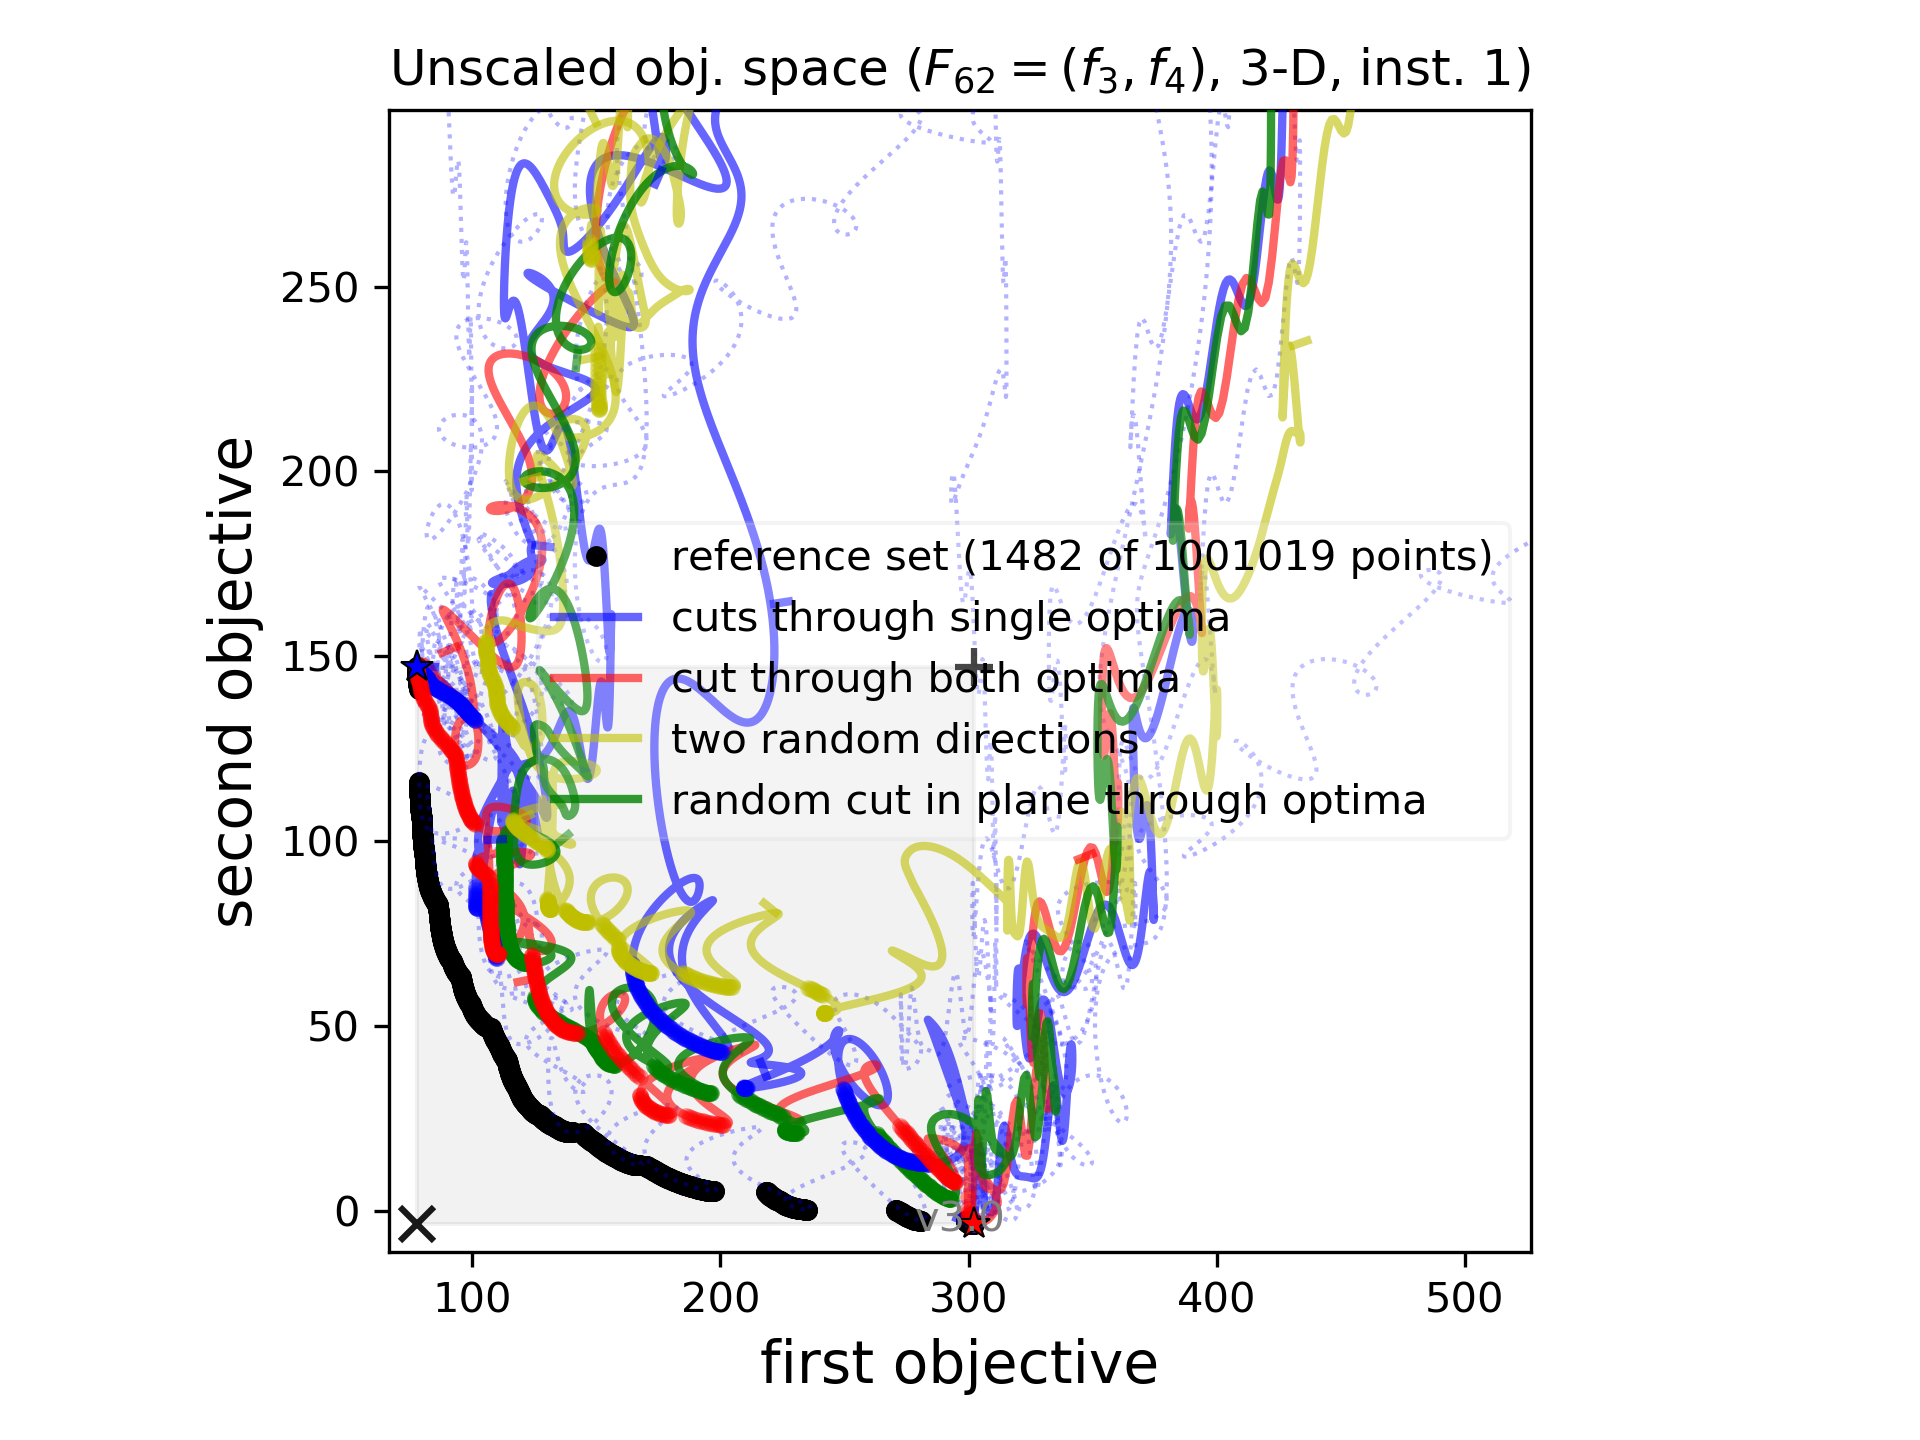 Unscaled obj. space (F₆₂ = (f₃, f₄), 3-D, inst. 1)
second objective
250
200
150
100
50
0
reference set (1482 of 1001019 points)
cuts through single optima
cut through both optima
two random directions
random cut in plane through optima
100 200 300 400 500
first objective